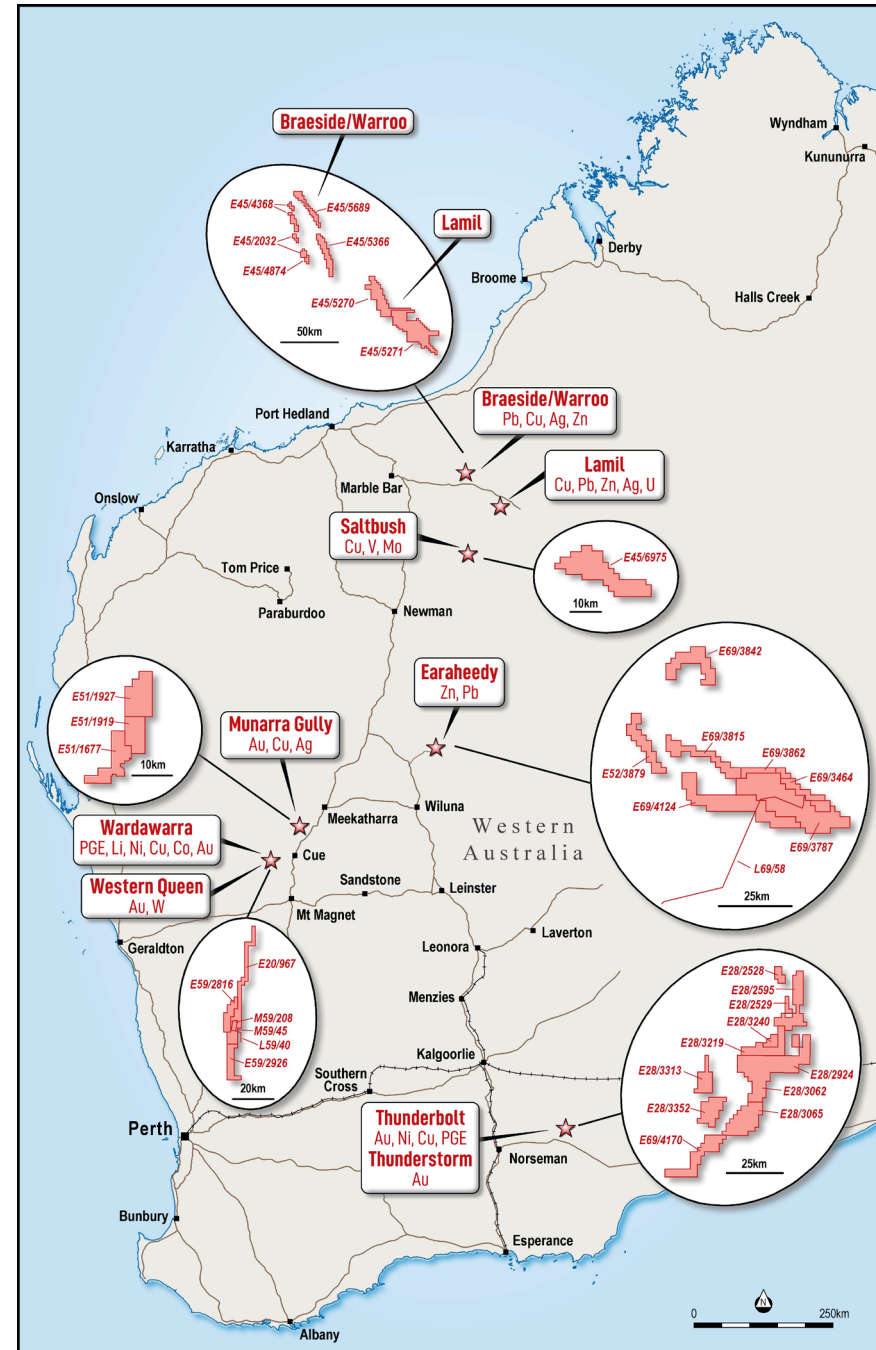 Braeside/Warroo
E45/4368
E45/5689
E45/2032
E45/5366
E45/4874
Lamil
E45/5270
50km
E45/5271
Wyndham
Kununurra
Derby
Broome
Halls Creek
Port Hedland
Karratha
Onslow
Marble Bar
Braeside/Warroo
Pb, Cu, Ag, Zn
Lamil
Cu, Pb, Zn, Ag, U
Saltbush
Cu, V, Mo
E45/6975
10km
Tom Price
Paraburdoo
Newman
E51/1927
E51/1919
E51/1677
10km
Munarra Gully
Au, Cu, Ag
Earaheedy
Zn, Pb
E69/3842
E69/3815
E69/3862
E52/3879
E69/3464
E69/4124
E69/3787
L69/58
25km
Meekatharra
Wiluna
Western
Australia
Wardawarra
PGE, Li, Ni, Cu, Co, Au
Western Queen
Au, W
Cue
Sandstone
Leinster
Mt Magnet
Geraldton
Laverton
Leonora
Menzies
E20/967
E59/2816
M59/208
M59/45
L59/40
E59/2926
20km
Kalgoorlie
Southern
Cross
Perth
E28/2528
E28/2595
E28/2529
E28/3240
E28/3219
E28/3313
E28/2924
E28/3062
E28/3352
E28/3065
E69/4170
25km
Thunderbolt
Au, Ni, Cu, PGE
Thunderstorm
Au
Norseman
Bunbury
Esperance
Albany
N
0
250km